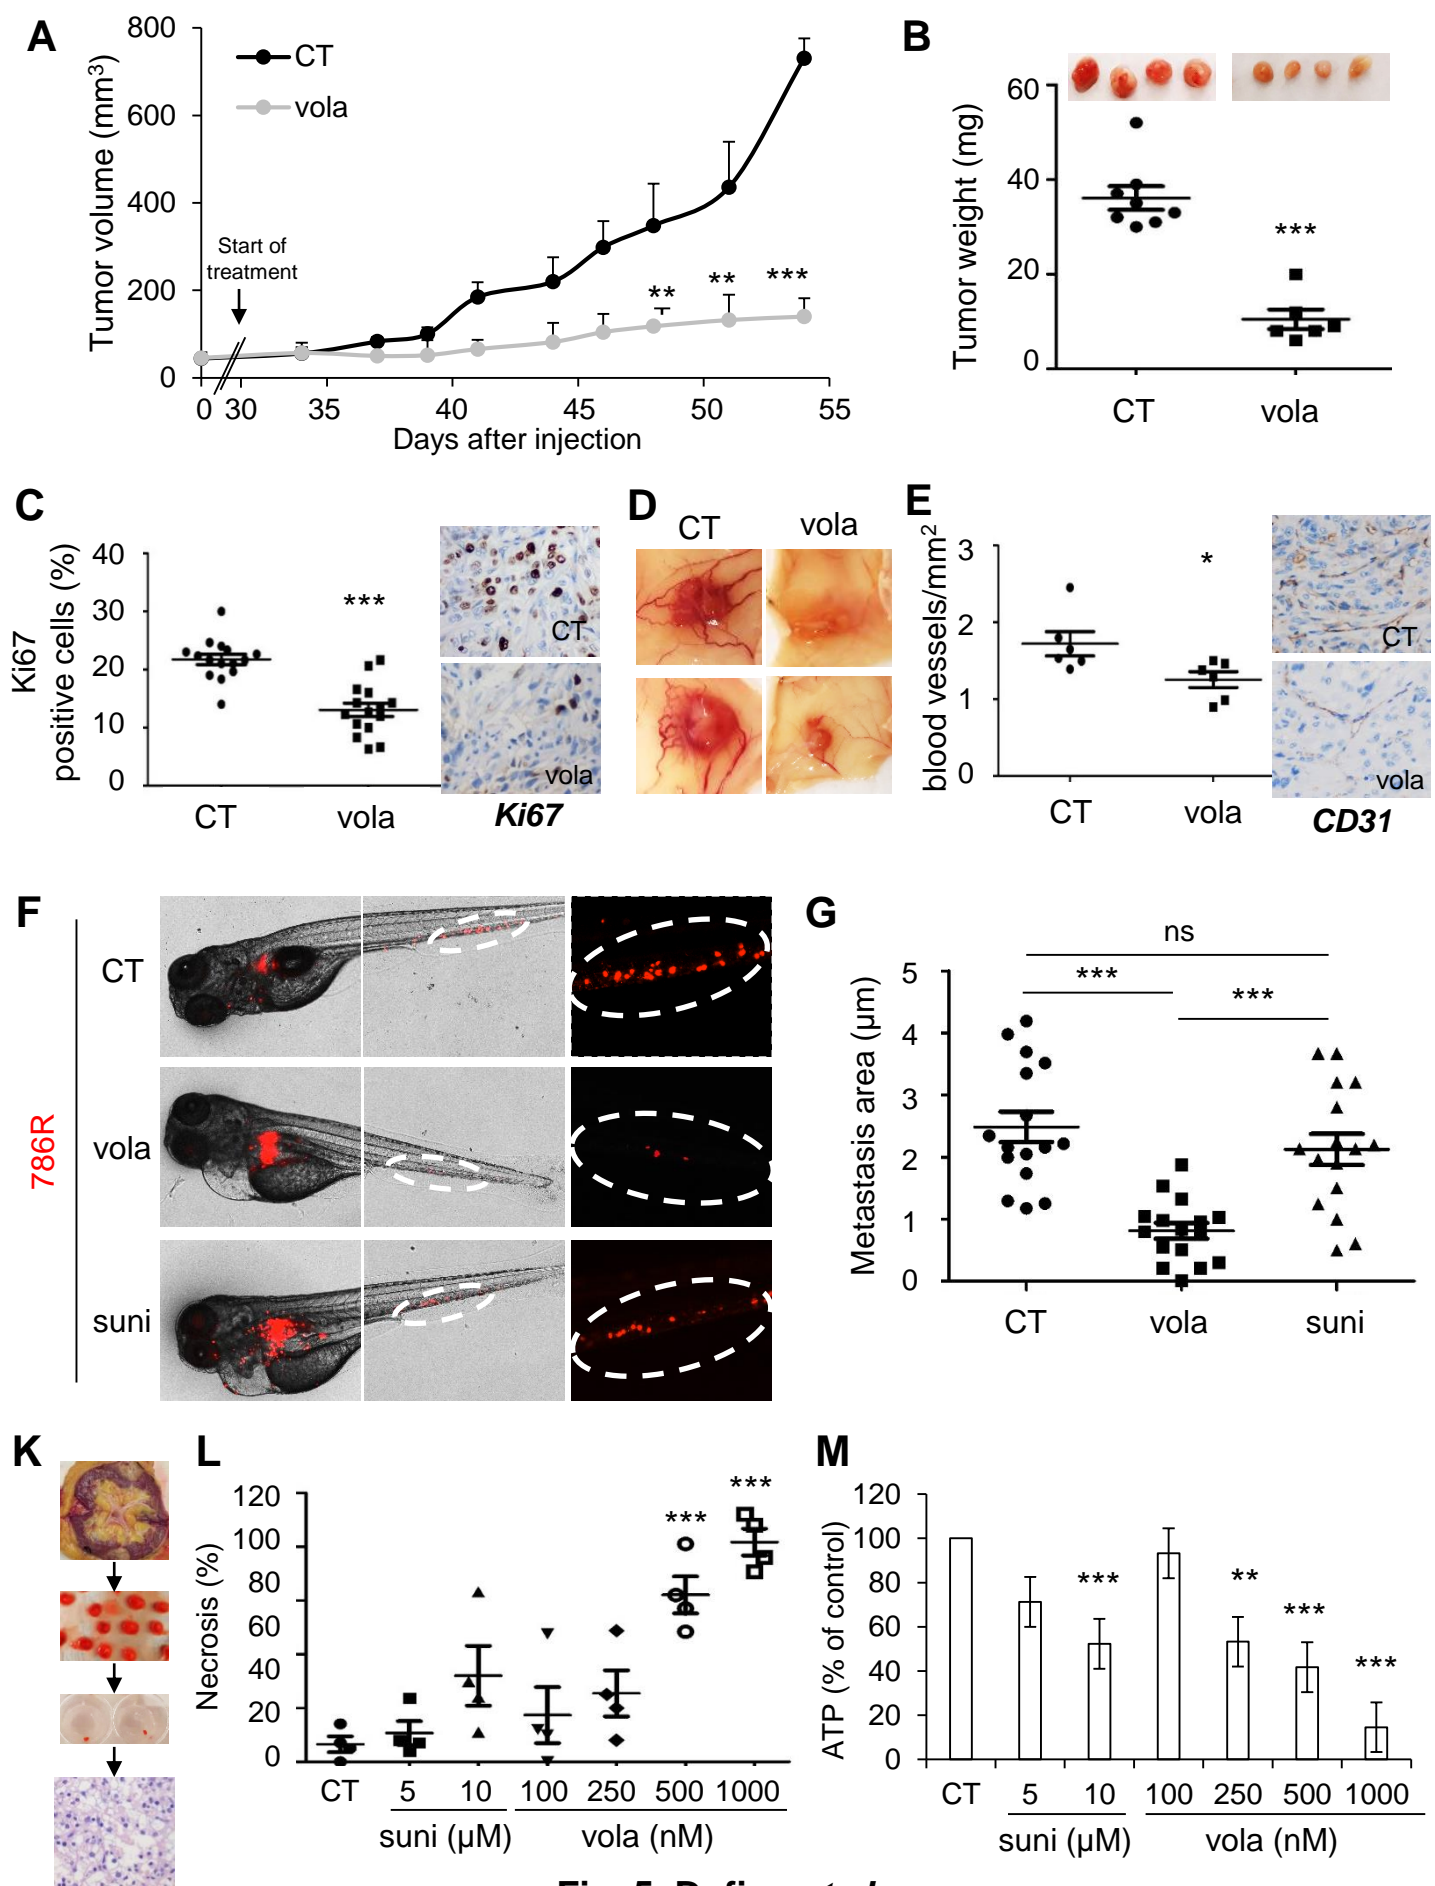 A
Tumor volume (mm3)
800
600
400
200
0
CT
vola
Start of
treatment
**
**
***
0 30 35 40 45 50 55
Days after injection
B
Tumor weight (mg)
60
40
20
0
***
CT vola
C
Ki67
positive cells (%)
40
30
20
10
0
***
CT vola
CT
vola
Ki67
D
CT vola
E
blood vessels/mm2
3
2
1
0
*
CT vola
CT
vola
CD31
F
786R
CT
vola
suni
G
Metastasis area (µm)
5
4
3
2
1
0
ns
***
***
CT vola suni
K
L
Necrosis (%)
120
100
80
60
40
20
0
***
***
CT 5 10 100 250 500 1000
suni (µM) vola (nM)
M
ATP (% of control)
120
100
80
60
40
20
0
***
**
***
***
CT 5 10 100 250 500 1000
suni (µM) vola (nM)